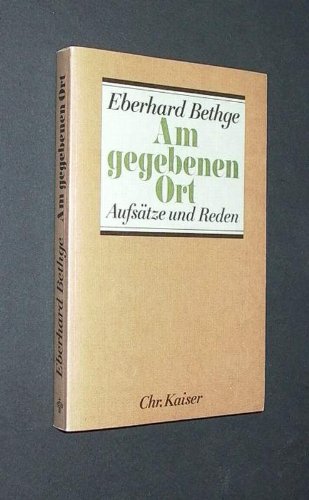 Eberhard Bethge
Am
gegebenen
Ort
Aufsätze und Reden
Chr. Kaiser
Eberhard Bethge Am gegebenen Ort